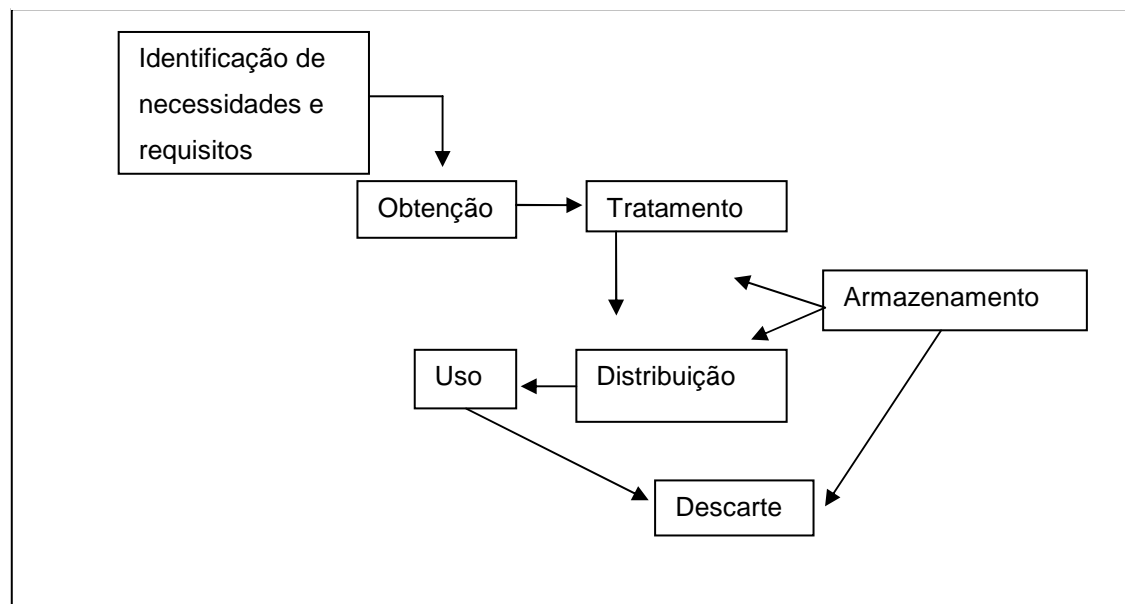 Identificação de
necessidades e
requisitos
Obtenção
Tratamento
Armazenamento
Uso
Distribuição
Descarte